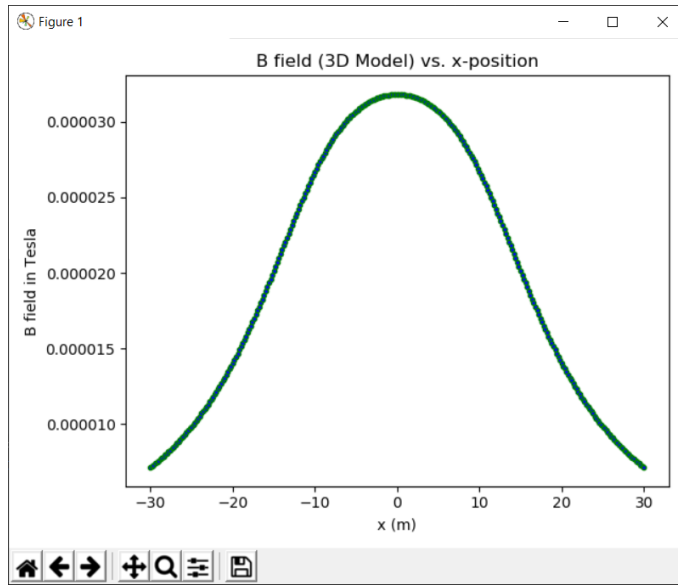 Figure 1
B field (3D Model) vs. x-position
0.000030
0.000025
0.000020
0.000015
0.000010
B field in Tesla
−30 −20 −10 0 10 20 30
x (m)